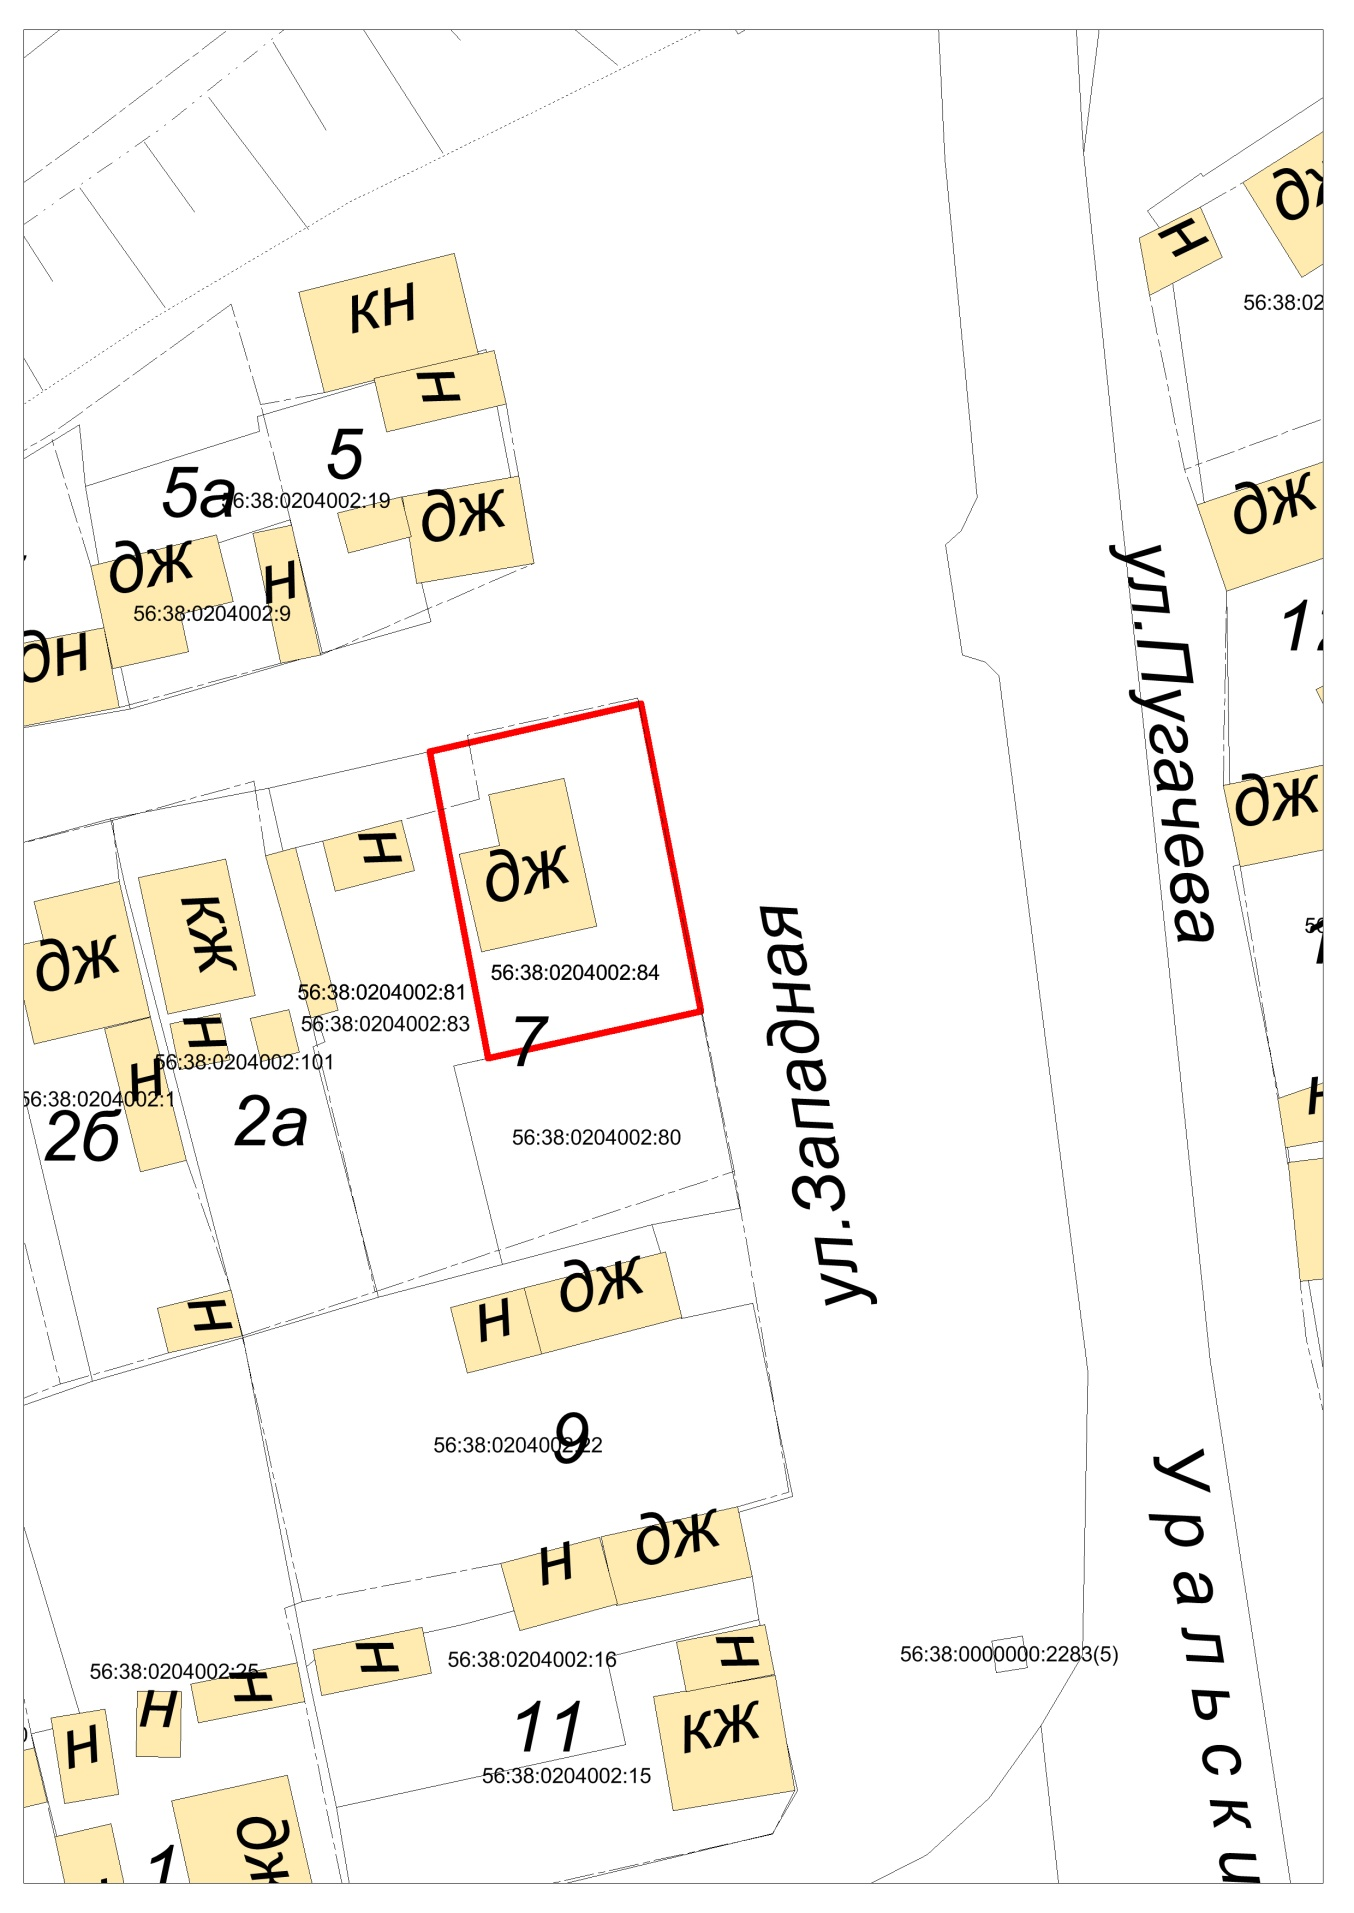 дж
н
56:38:02
кн
н
5
5а
56:38:0204002:19
дж
дж
дж
н
56:38:0204002:9
дн
ул.Пугачева
дж
н
дж
кж
дж
ул.Западная
56:38:0204002:84
56:38:0204002:81
56:38:0204002:83
7
н
56:38:0204002:101
н
56:38:0204002:1
2б
2а
56:38:0204002:80
н
дж
н
н
9
56:38:0204002:22
Уральски
дж
н
н
56:38:0204002:16
н
56:38:0000000:2283(5)
56:38:0204002:25
н
н
н
11
кж
56:38:0204002:15
дж
1